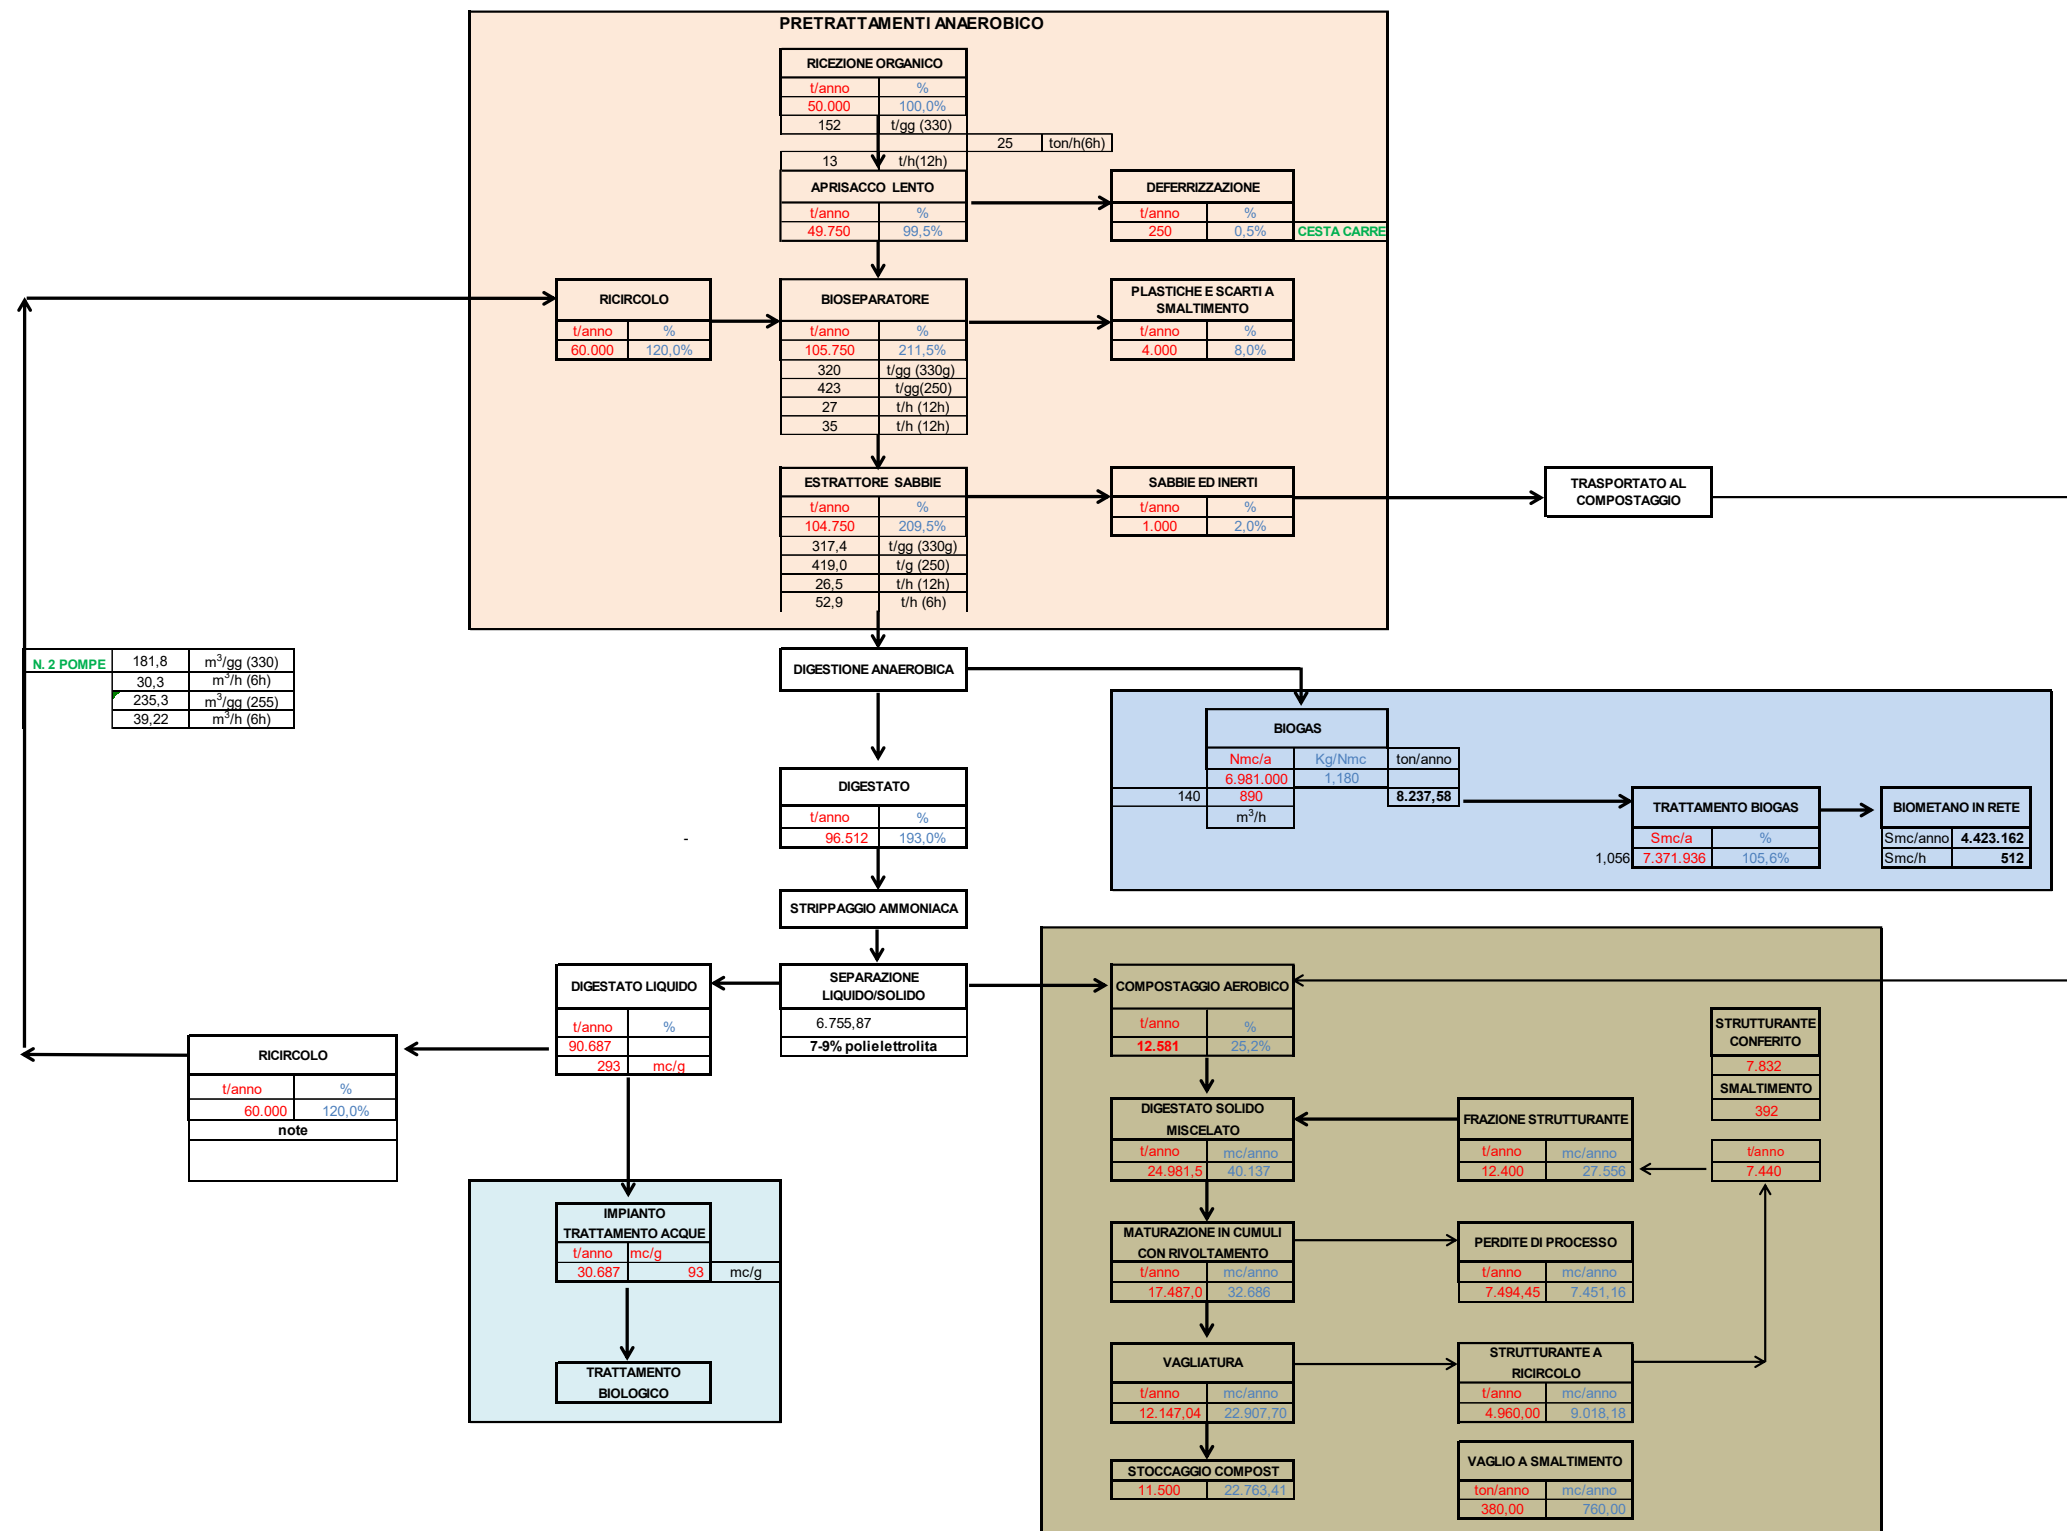 PRETRATTAMENTI ANAEROBICO
RICEZIONE ORGANICO
t/anno %
50.000 100,0%
152 t/gg (330)
25 ton/h(6h)
13 t/h(12h)
APRISACCO LENTO
t/anno %
49.750 99,5%
DEFERRIZZAZIONE
t/anno %
250 0,5% CESTA CARRE
RICIRCOLO
t/anno %
60.000 120,0%
BIOSEPARATORE
t/anno %
105.750 211,5%
320 t/gg (330g)
423 t/gg(250)
27 t/h (12h)
35 t/h (12h)
PLASTICHE E SCARTI A
SMALTIMENTO
t/anno %
4.000 8,0%
ESTRATTORE SABBIE
t/anno %
104.750 209,5%
317,4 t/gg (330g)
419,0 t/g (250)
26,5 t/h (12h)
52,9 t/h (6h)
SABBIE ED INERTI
t/anno %
1.000 2,0%
TRASPORTATO AL
COMPOSTAGGIO
N. 2 POMPE 181,8 m³/gg (330)
30,3 m³/h (6h)
235,3 m³/gg (255)
39,22 m³/h (6h)
DIGESTIONE ANAEROBICA
BIOGAS
Nmc/a Kg/Nmc ton/anno
6.981.000 1,180
140 890 8.237,58
m³/h
TRATTAMENTO BIOGAS
Smc/a %
1,056 7.371.936 105,6%
BIOMETANO IN RETE
Smc/anno 4.423.162
Smc/h 512
DIGESTATO
t/anno %
- 96.512 193,0%
STRIPPAGGIO AMMONIACA
SEPARAZIONE
LIQUIDO/SOLIDO
6.755,87
7-9% polielettrolita
DIGESTATO LIQUIDO
t/anno %
90.687
293 mc/g
RICIRCOLO
t/anno %
60.000 120,0%
note
IMPIANTO
TRATTAMENTO ACQUE
t/anno mc/g
30.687 93 mc/g
TRATTAMENTO
BIOLOGICO
COMPOSTAGGIO AEROBICO
t/anno %
12.581 25,2%
STRUTTURANTE
CONFERITO
7.832
SMALTIMENTO
392
DIGESTATO SOLIDO
MISCELATO
t/anno mc/anno
24.981,5 40.137
FRAZIONE STRUTTURANTE
t/anno mc/anno
12.400 27.556
t/anno
7.440
MATURAZIONE IN CUMULI
CON RIVOLTAMENTO
t/anno mc/anno
17.487,0 32.686
PERDITE DI PROCESSO
t/anno mc/anno
7.494,45 7.451,16
VAGLIATURA
t/anno mc/anno
12.147,04 22.907,70
STRUTTURANTE A
RICIRCOLO
t/anno mc/anno
4.960,00 9.018,18
STOCCAGGIO COMPOST
11.500 22.763,41
VAGLIO A SMALTIMENTO
ton/anno mc/anno
380,00 760,00